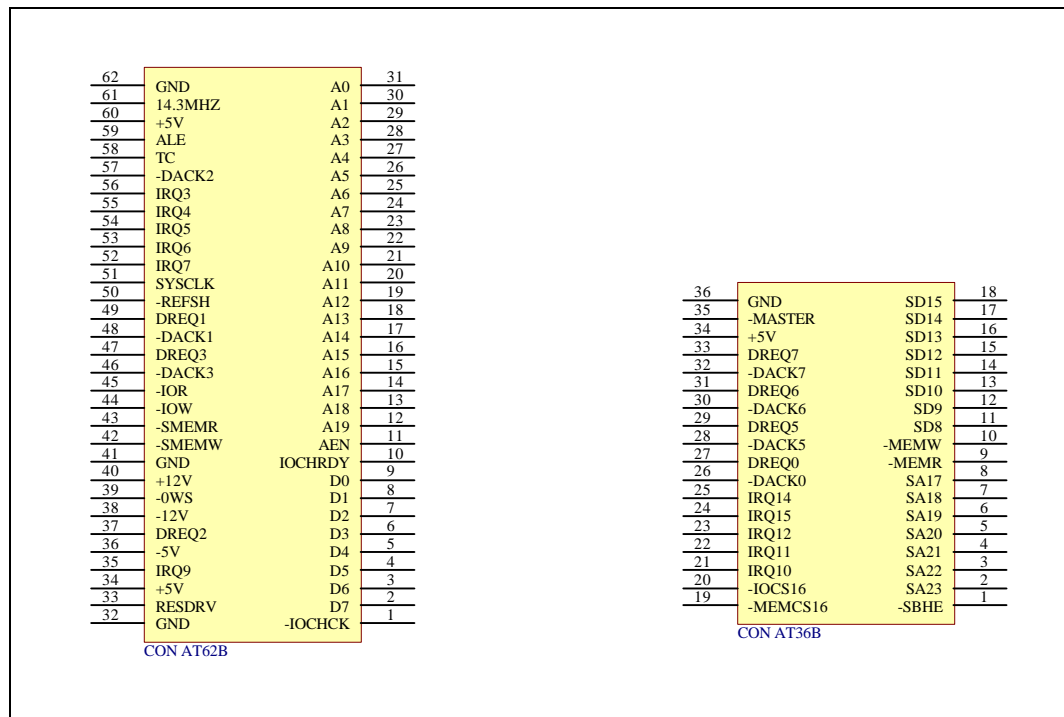 62 GND A0 31
61 14.3MHZ A1 30
60 +5V A2 29
59 ALE A3 28
58 TC A4 27
57 -DACK2 A5 26
56 IRQ3 A6 25
55 IRQ4 A7 24
54 IRQ5 A8 23
53 IRQ6 A9 22
52 IRQ7 A10 21
51 SYSCLK A11 20
50 -REFSH A12 19
49 DREQ1 A13 18
48 -DACK1 A14 17
47 DREQ3 A15 16
46 -DACK3 A16 15
45 -IOR A17 14
44 -IOW A18 13
43 -SMEMR A19 12
42 -SMEMW AEN 11
41 GND IOCHRDY 10
40 +12V D0 9
39 -0WS D1 8
38 -12V D2 7
37 DREQ2 D3 6
36 -5V D4 5
35 IRQ9 D5 4
34 +5V D6 3
33 RESDRV D7 2
32 GND -IOCHCK 1
CON AT62B
36 GND SD15 18
35 -MASTER SD14 17
34 +5V SD13 16
33 DREQ7 SD12 15
32 -DACK7 SD11 14
31 DREQ6 SD10 13
30 -DACK6 SD9 12
29 DREQ5 SD8 11
28 -DACK5 -MEMW 10
27 DREQ0 -MEMR 9
26 -DACK0 SA17 8
25 IRQ14 SA18 7
24 IRQ15 SA19 6
23 IRQ12 SA20 5
22 IRQ11 SA21 4
21 IRQ10 SA22 3
20 -IOCS16 SA23 2
19 -MEMCS16 -SBHE 1
CON AT36B